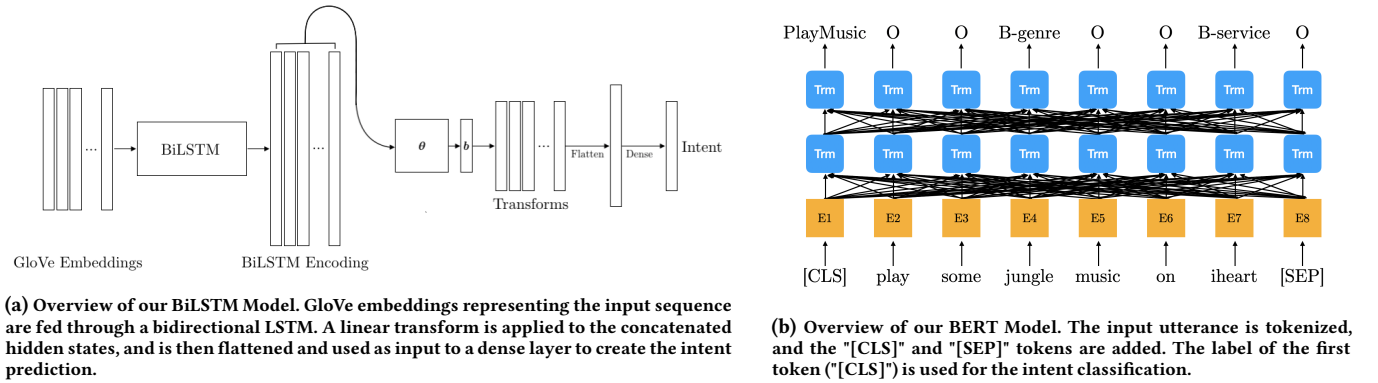 ... BiLSTM ... θ b ... Flatten Dense Intent
Transforms
GloVe Embeddings BiLSTM Encoding
(a) Overview of our BiLSTM Model. GloVe embeddings representing the input sequence
are fed through a bidirectional LSTM. A linear transform is applied to the concatenated
hidden states, and is then flattened and used as input to a dense layer to create the intent
prediction.
PlayMusic O O B-genre O O B-service O
Trm Trm Trm Trm Trm Trm Trm Trm
Trm Trm Trm Trm Trm Trm Trm Trm
E1 E2 E3 E4 E5 E6 E7 E8
[CLS] play some jungle music on iheart [SEP]
(b) Overview of our BERT Model. The input utterance is tokenized,
and the "[CLS]" and "[SEP]" tokens are added. The label of the first
token ("[CLS]") is used for the intent classification.